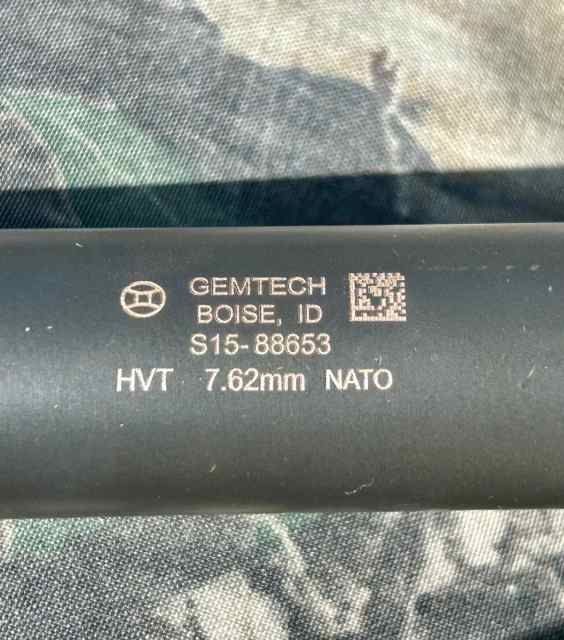 GEMTECH
BOISE, ID
S15-88653
HVT 7.62mm NATO